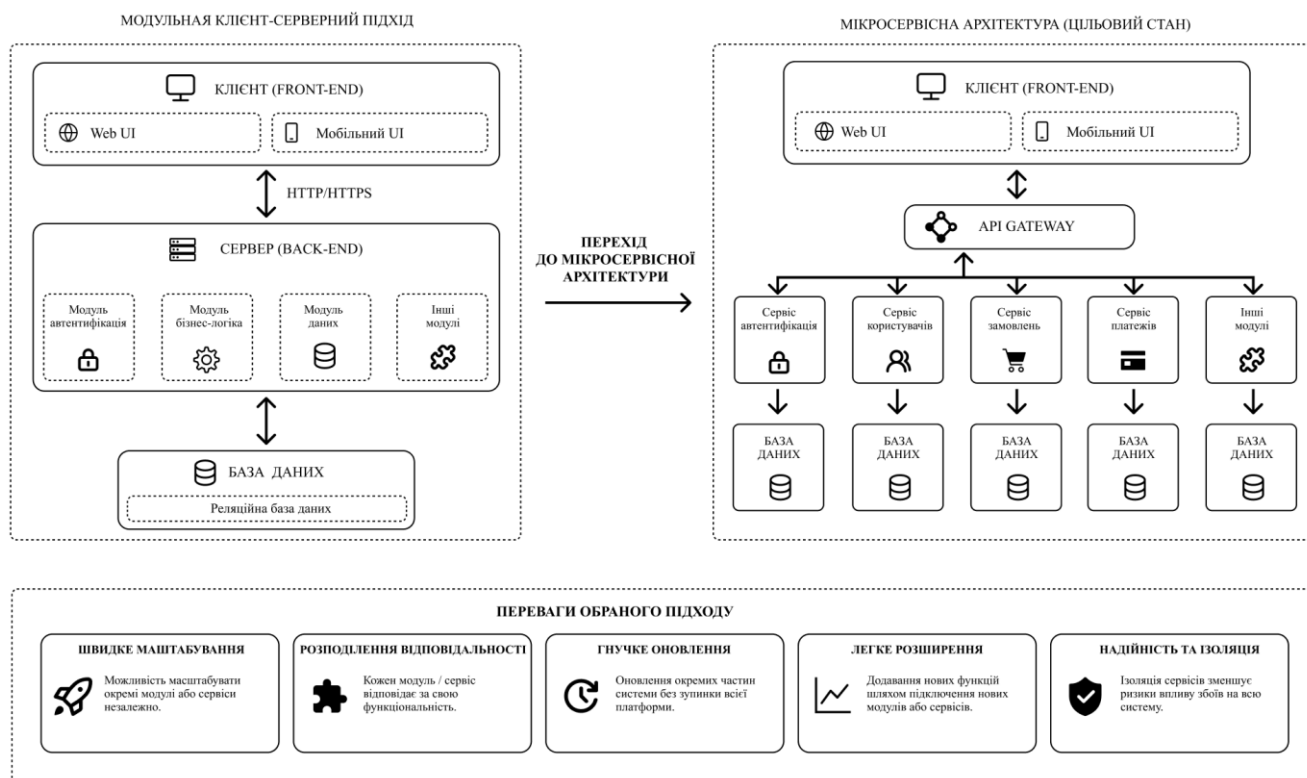 МОДУЛЬНАЯ КЛІЄНТ-СЕРВЕРНИЙ ПІДХІД
КЛІЄНТ (FRONT-END)
Web UI
Мобільний UI
HTTP/HTTPS
СЕРВЕР (BACK-END)
Модуль
автентифікація
Модуль
бізнес-логіка
Модуль
даних
Інші
модулі
БАЗА ДАНИХ
Реляційна база даних
ПЕРЕХІД
ДО МІКРОСЕРВІСНОЇ
АРХІТЕКТУРИ
МІКРОСЕРВІСНА АРХІТЕКТУРА (ЦІЛЬОВИЙ СТАН)
КЛІЄНТ (FRONT-END)
Web UI
Мобільний UI
API GATEWAY
Сервіс
автентифікація
Сервіс
користувачів
Сервіс
замовлень
Сервіс
платежів
Інші
модулі
БАЗА
ДАНИХ
БАЗА
ДАНИХ
БАЗА
ДАНИХ
БАЗА
ДАНИХ
БАЗА
ДАНИХ
ПЕРЕВАГИ ОБРАНОГО ПІДХОДУ
ШВИДКЕ МАШТАБУВАННЯ
Можливість масштабувати
окремі модулі або сервіси
незалежно.
РОЗПОДІЛЕННЯ ВІДПОВІДАЛЬНОСТІ
Кожен модуль / сервіс
відповідає за свою
функціональність.
ГНУЧКЕ ОНОВЛЕННЯ
Оновлення окремих частин
системи без зупинки всієї
платформи.
ЛЕГКЕ РОЗШИРЕННЯ
Додавання нових функцій
шляхом підключення нових
модулів або сервісів.
НАДІЙНІСТЬ ТА ІЗОЛЯЦІЯ
Ізоляція сервісів зменшує
ризики впливу збоїв на всю
систему.